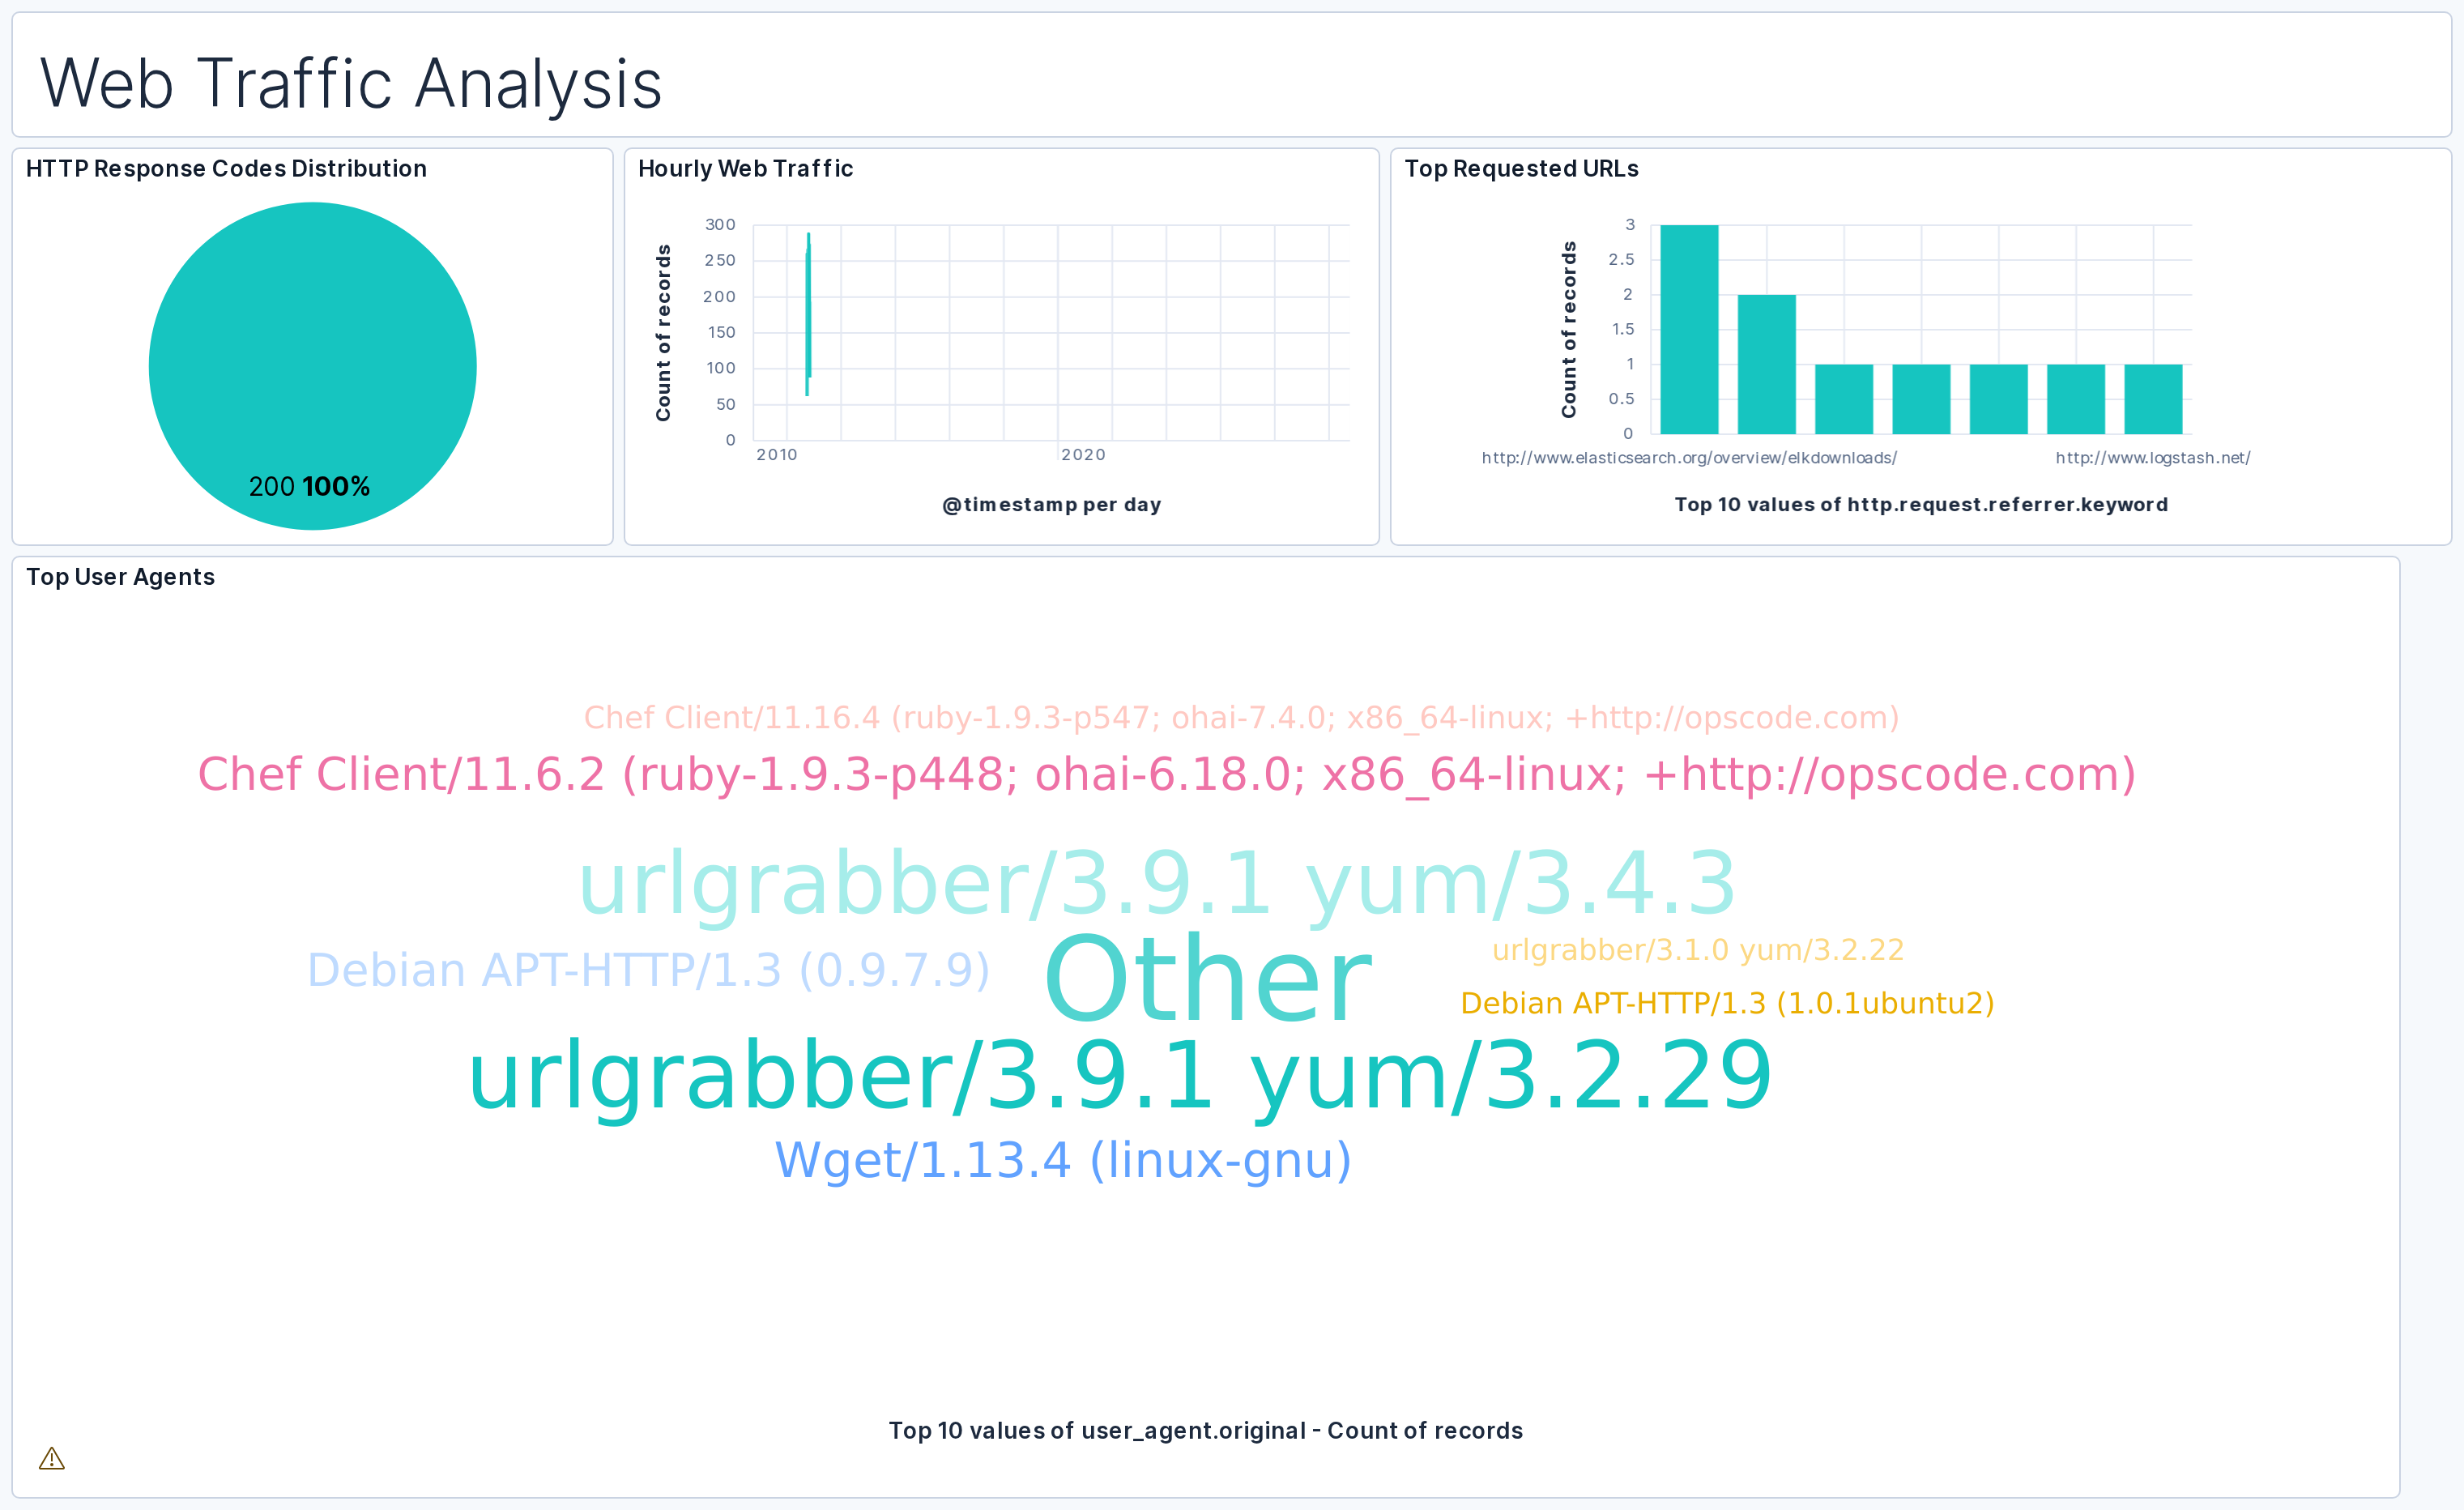 Web Traffic Analysis
HTTP Response Codes Distribution
200 100%
Hourly Web Traffic
Count of records
300
250
200
150
100
50
0
2010 2020
@timestamp per day
Top Requested URLs
Count of records
3
2.5
2
1.5
1
0.5
0
http://www.elasticsearch.org/overview/elkdownloads/ http://www.logstash.net/
Top 10 values of http.request.referrer.keyword
Top User Agents
Chef Client/11.16.4 (ruby-1.9.3-p547; ohai-7.4.0; x86_64-linux; +http://opscode.com)
Chef Client/11.6.2 (ruby-1.9.3-p448; ohai-6.18.0; x86_64-linux; +http://opscode.com)
urlgrabber/3.9.1 yum/3.4.3
Debian APT-HTTP/1.3 (0.9.7.9)
Other
urlgrabber/3.1.0 yum/3.2.22
Debian APT-HTTP/1.3 (1.0.1ubuntu2)
urlgrabber/3.9.1 yum/3.2.29
Wget/1.13.4 (linux-gnu)
Top 10 values of user_agent.original - Count of records